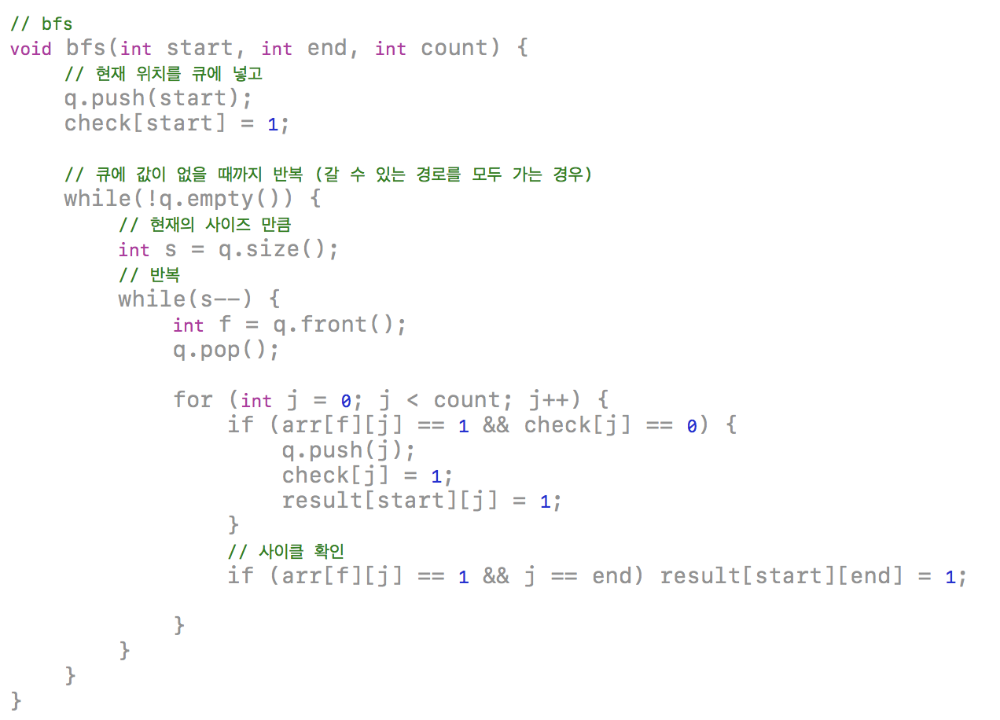 // bfs
void bfs(int start, int end, int count) {
    // 현재 위치를 큐에 넣고
    q.push(start);
    check[start] = 1;

    // 큐에 값이 없을 때까지 반복 (갈 수 있는 경로를 모두 가는 경우)
    while(!q.empty()) {
        // 현재의 사이즈 만큼
        int s = q.size();
        // 반복
        while(s--) {
            int f = q.front();
            q.pop();

            for (int j = 0; j < count; j++) {
                if (arr[f][j] == 1 && check[j] == 0) {
                    q.push(j);
                    check[j] = 1;
                    result[start][j] = 1;
                }
                // 사이클 확인
                if (arr[f][j] == 1 && j == end) result[start][end] = 1;

            }
        }
    }
}